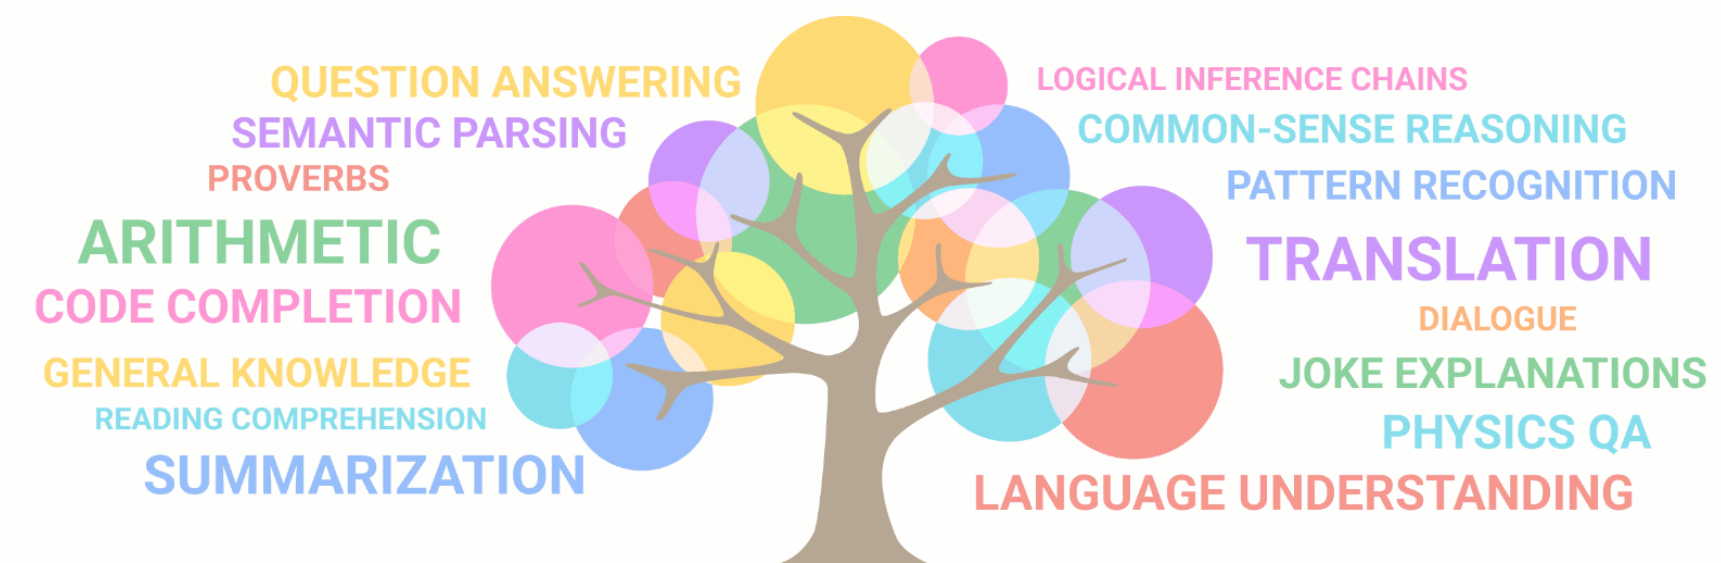 QUESTION ANSWERING
SEMANTIC PARSING
PROVERBS
ARITHMETIC
CODE COMPLETION
GENERAL KNOWLEDGE
READING COMPREHENSION
SUMMARIZATION
LOGICAL INFERENCE CHAINS
COMMON-SENSE REASONING
PATTERN RECOGNITION
TRANSLATION
DIALOGUE
JOKE EXPLANATIONS
PHYSICS QA
LANGUAGE UNDERSTANDING